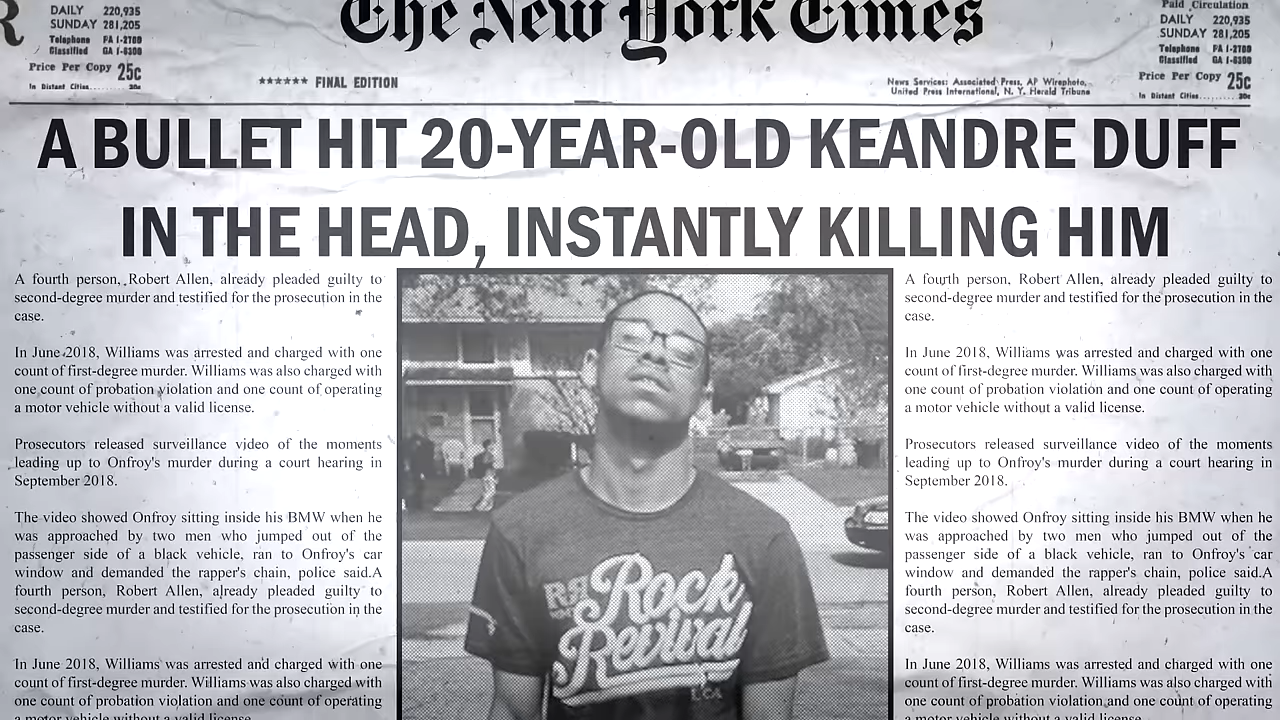 R
DAILY 220,935
SUNDAY 281,205
Telephone PA 1-2700
Classified GA 1-8300
Price Per Copy 25c
In Distant Cities......... 30c
The New York Times
****** FINAL EDITION
Paid Circulation
DAILY 220,935
SUNDAY 281,205
Telephone PA 1-2700
Classified GA 1-8300
Price Per Copy 25c
In Distant Cities......... 30c
News Services: Associated Press, AP Wirephoto,
United Press International, N. Y. Herald Tribune
A BULLET HIT 20-YEAR-OLD KEANDRE DUFF
IN THE HEAD, INSTANTLY KILLING HIM
A fourth person, Robert Allen, already pleaded guilty to
second-degree murder and testified for the prosecution in the
case.
In June 2018, Williams was arrested and charged with one
count of first-degree murder. Williams was also charged with
one count of probation violation and one count of operating
a motor vehicle without a valid license.
Prosecutors released surveillance video of the moments
leading up to Onfroy's murder during a court hearing in
September 2018.
The video showed Onfroy sitting inside his BMW when he
was approached by two men who jumped out of the
passenger side of a black vehicle, ran to Onfroy's car
window and demanded the rapper's chain, police said.A
fourth person, Robert Allen, already pleaded guilty to
second-degree murder and testified for the prosecution in the
case.
In June 2018, Williams was arrested and charged with one
count of first-degree murder. Williams was also charged with
one count of probation violation and one count of operating
a motor vehicle without a valid license.
Rock
Revival
A fourth person, Robert Allen, already pleaded guilty to
second-degree murder and testified for the prosecution in the
case.
In June 2018, Williams was arrested and charged with one
count of first-degree murder. Williams was also charged with
one count of probation violation and one count of operating
a motor vehicle without a valid license.
Prosecutors released surveillance video of the moments
leading up to Onfroy's murder during a court hearing in
September 2018.
The video showed Onfroy sitting inside his BMW when he
was approached by two men who jumped out of the
passenger side of a black vehicle, ran to Onfroy's car
window and demanded the rapper's chain, police said.A
fourth person, Robert Allen, already pleaded guilty to
second-degree murder and testified for the prosecution in the
case.
In June 2018, Williams was arrested and charged with one
count of first-degree murder. Williams was also charged with
one count of probation violation and one count of operating
a motor vehicle without a valid license.